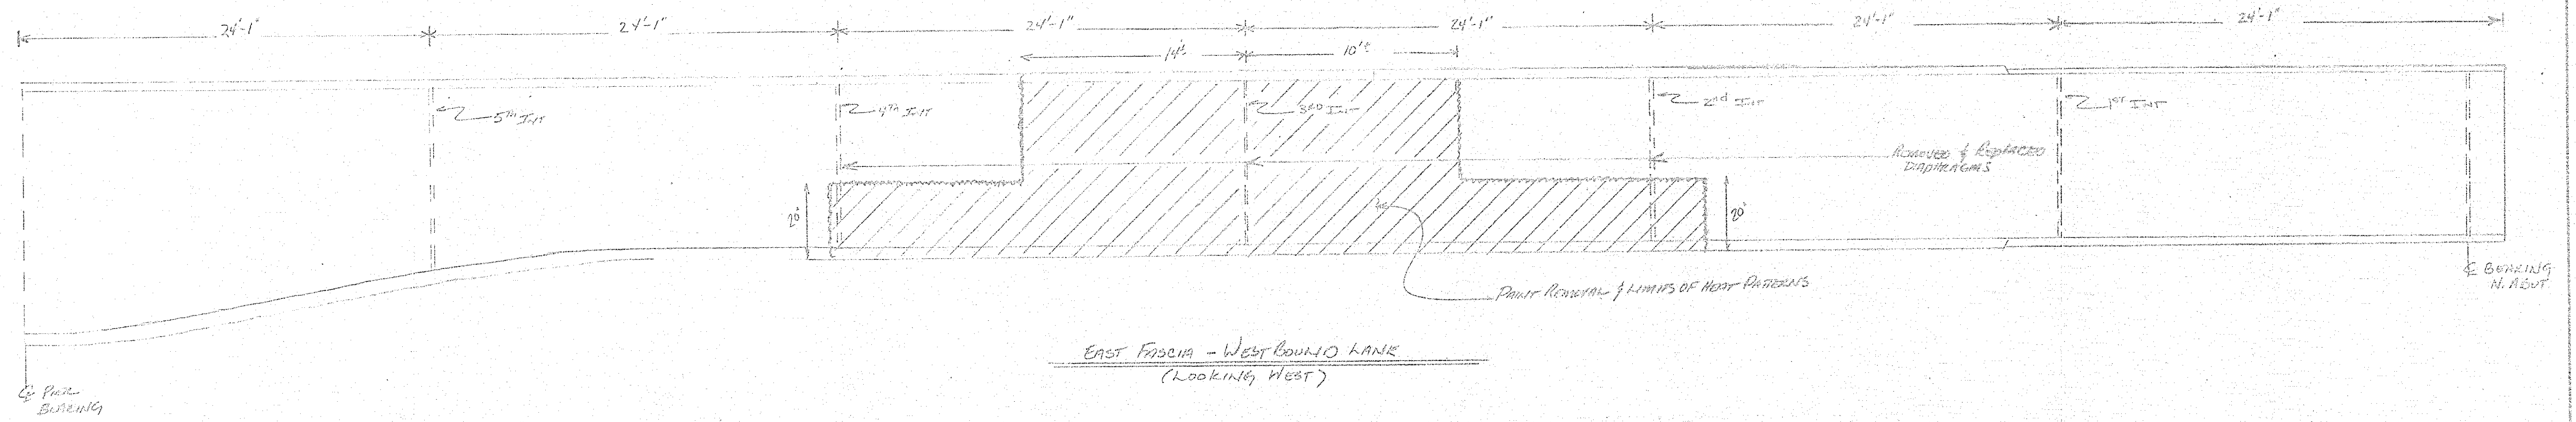 24'-1" 24'-1" 24'-1" 24'-1" 24'-1" 24'-1"
14'± 10'±
5TH INT 4TH INT 3RD INT 2nd INT 1ST INT
REMOVED & REPLACED
DIAPHRAGMS
20" 20"
PAINT REMOVAL & LIMITS OF HEAT PATTERNS
℄ BEARING
N. ABUT
EAST FASCIA - WESTBOUND LANE
(LOOKING WEST)
℄ PIER
BEARING